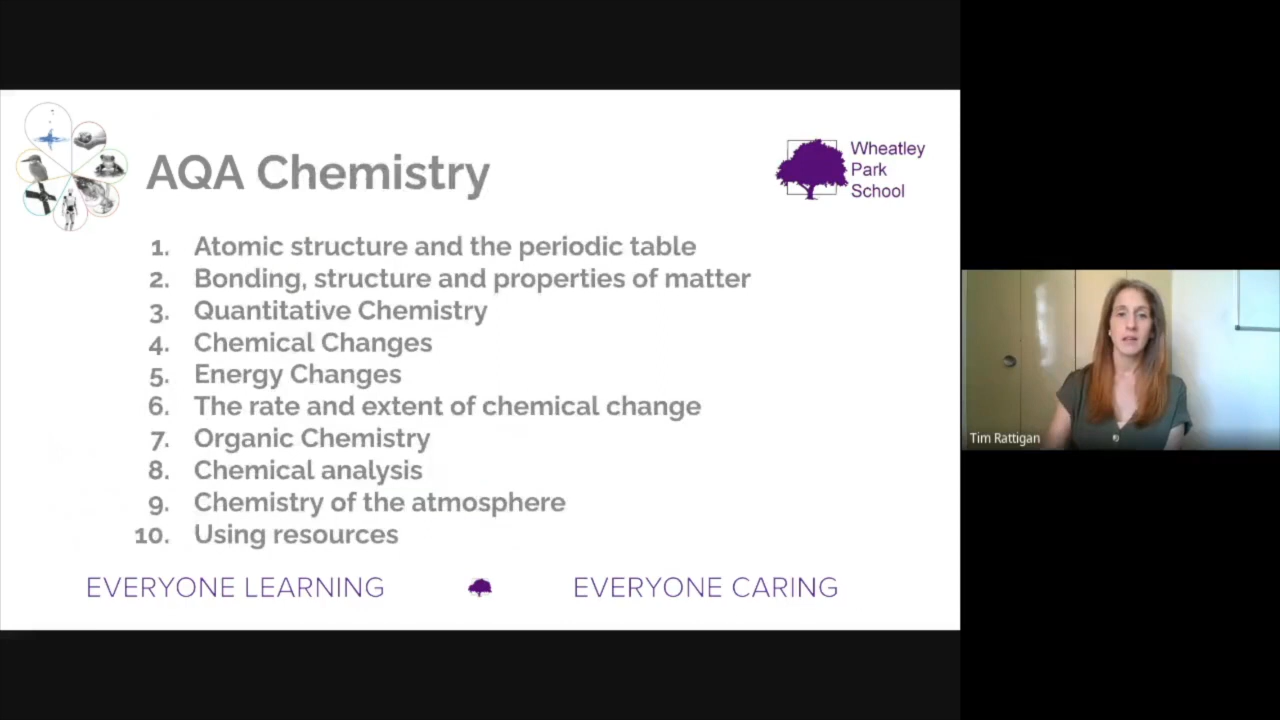 AQA Chemistry
Wheatley
Park
School
1. Atomic structure and the periodic table
2. Bonding, structure and properties of matter
3. Quantitative Chemistry
4. Chemical Changes
5. Energy Changes
6. The rate and extent of chemical change
7. Organic Chemistry
8. Chemical analysis
9. Chemistry of the atmosphere
10. Using resources
EVERYONE LEARNING
EVERYONE CARING
Tim Rattigan